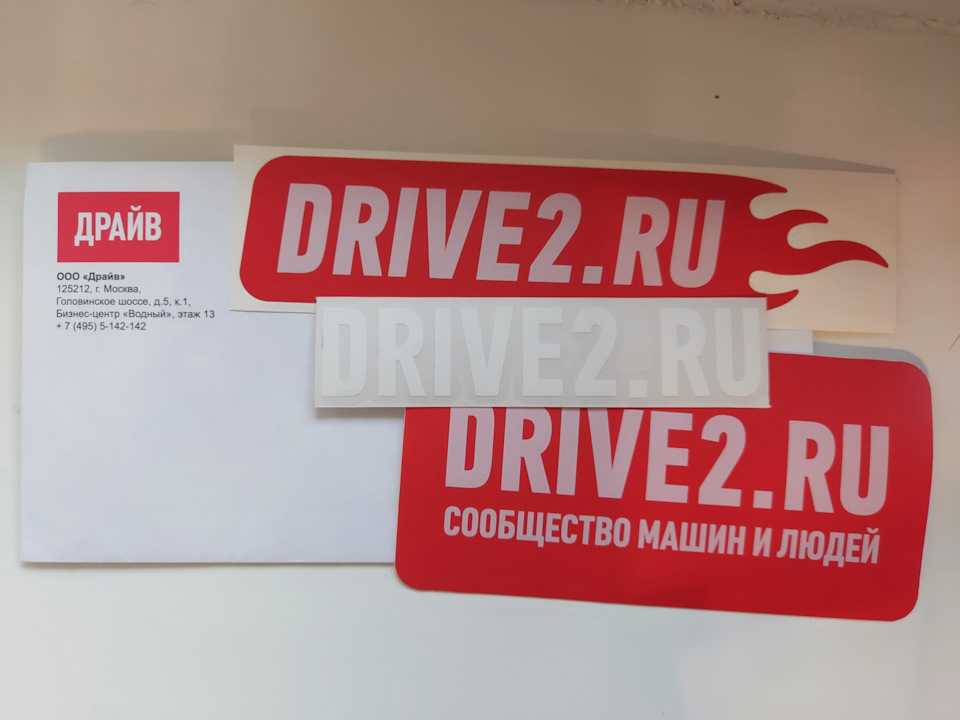 ДРАЙВ
ООО «Драйв»
125212, г. Москва,
Головинское шоссе, д.5, к.1,
Бизнес-центр «Водный», этаж 13
+ 7 (495) 5-142-142
DRIVE2.RU
DRIVE2.RU
DRIVE2.RU
СООБЩЕСТВО МАШИН И ЛЮДЕЙ